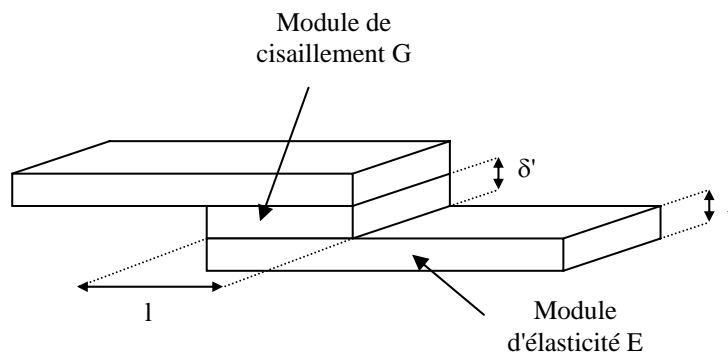 Module de
cisaillement G
δ'
l
Module
d'élasticité E